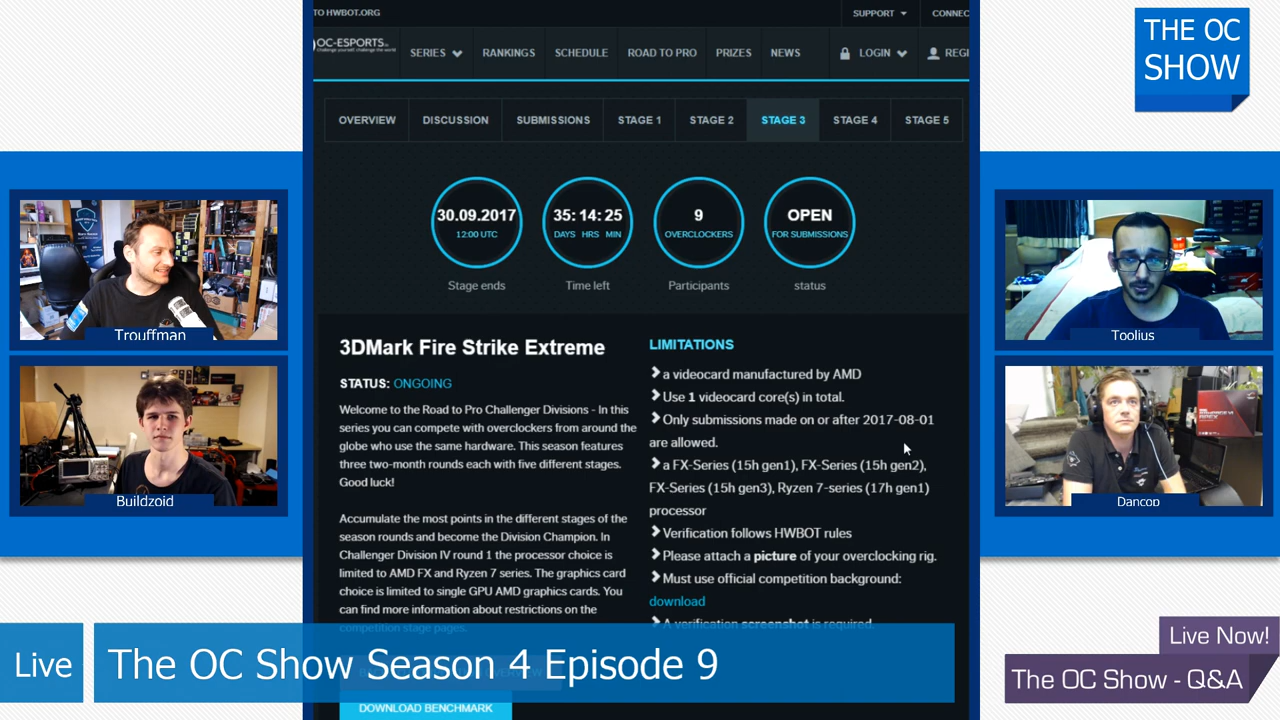 TO HWBOT.ORG
SUPPORT
CONNEC
OC-ESPORTS
SERIES
RANKINGS
SCHEDULE
ROAD TO PRO
PRIZES
NEWS
LOGIN
REGI
OVERVIEW
DISCUSSION
SUBMISSIONS
STAGE 1
STAGE 2
STAGE 3
STAGE 4
STAGE 5
30.09.2017
12:00 UTC
Stage ends
35: 14: 25
DAYS HRS MIN
Time left
9
OVERCLOCKERS
Participants
OPEN
FOR SUBMISSIONS
status
3DMark Fire Strike Extreme
STATUS: ONGOING
Welcome to the Road to Pro Challenger Divisions - In this
series you can compete with overclockers from around the
globe who use the same hardware. This season features
three two-month rounds each with five different stages.
Good luck!
Accumulate the most points in the different stages of the
season rounds and become the Division Champion. In
Challenger Division IV round 1 the processor choice is
limited to AMD FX and Ryzen 7 series. The graphics card
choice is limited to single GPU AMD graphics cards. You
can find more information about restrictions on the
competition stage pages.
LIMITATIONS
a videocard manufactured by AMD
Use 1 videocard core(s) in total.
Only submissions made on or after 2017-08-01
are allowed.
a FX-Series (15h gen1), FX-Series (15h gen2),
FX-Series (15h gen3), Ryzen 7-series (17h gen1)
processor
Verification follows HWBOT rules
Please attach a picture of your overclocking rig.
Must use official competition background:
download
A verification screenshot is required.
DOWNLOAD BENCHMARK
THE OC
SHOW
Trouffman
Buildzoid
Toolius
Dancop
Live
The OC Show Season 4 Episode 9
Live Now!
The OC Show - Q&A